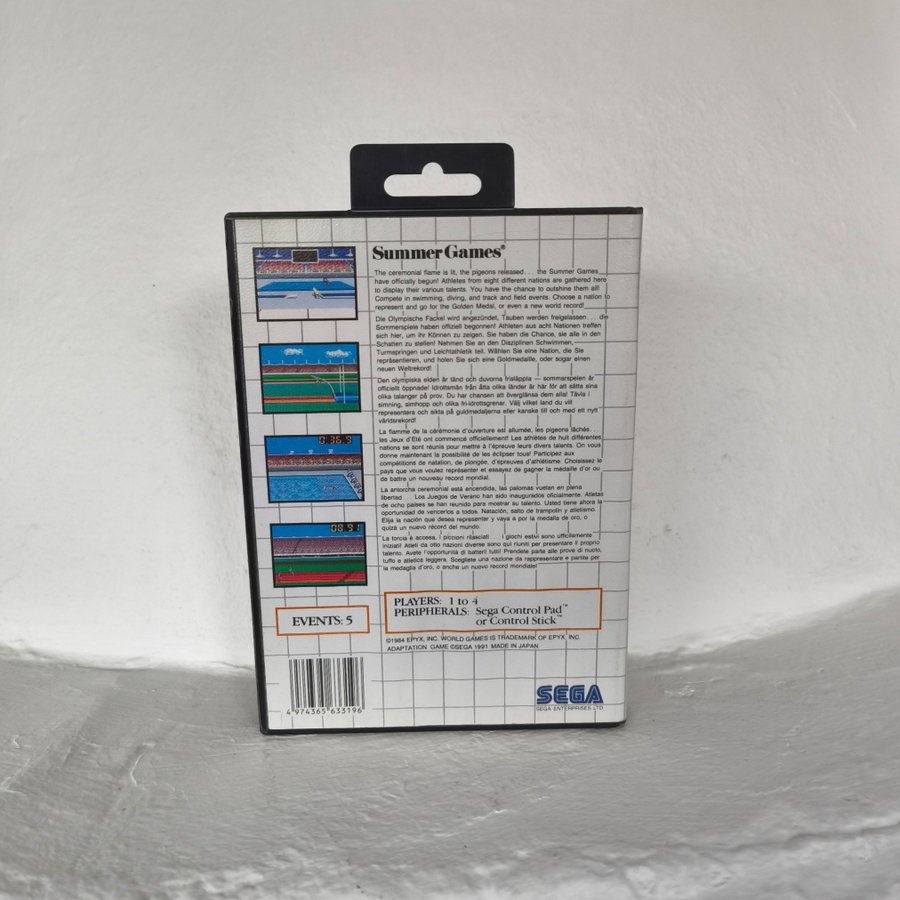 Summer Games®
The ceremonial flame is lit, the pigeons released. . . the Summer Games
have officially begun! Athletes from eight different nations are gathered here
to display their various talents. You have the chance to outshine them all!
Compete in swimming, diving, and track and field events. Choose a nation to
represent and go for the Golden Medal, or even a new world record!
Die Olympische Fackel wird angezündet, Tauben werden freigelassen. . . die
Sommerspiele haben offiziell begonnen! Athleten aus acht Nationen treffen
sich hier, um ihr Können zu zeigen. Sie haben die Chance, sie alle in den
Schatten zu stellen! Nehmen Sie an den Disziplinen Schwimmen,
Turmspringen und Leichtathletik teil. Wählen Sie eine Nation, die Sie
repräsentieren, und holen Sie sich eine Goldmedaille, oder sogar einen
neuen Weltrekord!
Den olympiska elden är tänd och duvorna frisläppta — sommarspelen är
officiellt öppnade! Idrottsmän från åtta olika länder är här för att mäta sina
olika talanger på prov. Du har chansen att överglänsa dem alla! Tävla i
simning, simhopp och olika fri-idrottsgrenar. Välj vilket land du vill
representera och sikta på guldmedaljerna eller kanske till och med ett nytt
världsrekord!
La flamme de la cérémonie d'ouverture est allumée, les pigeons lâchés. . .
les Jeux d'Eté ont commencé officiellement! Les athlètes de huit différentes
nations se sont réunis pour mettre à l'épreuve leurs divers talents. On vous
donne maintenant la possibilité de les éclipser tous! Participez aux
compétitions de natation, de plongée, d'épreuves d'athlétisme. Choisissez le
pays que vous voulez représenter et essayez de gagner la médaille d'or ou
de battre un nouveau record mondial.
La antorcha ceremonial está encendida, las palomas vuelan en plena
libertad. . . Los Juegos de Verano han sido inaugurados oficialmente. Atletas
de ocho países se han reunido para mostrar su talento. Usted tiene ahora la
oportunidad de vencerlos a todos. Natación, salto de trampolín y atletismo.
Elija la nación que desea representar y vaya a por la medalla de oro, o
quizá un nuevo récord del mundo.
La torcia è accesa, i piccioni rilasciati. . . i giochi estivi sono ufficialmente
iniziati! Atleti da otto nazioni diverse sono qui riuniti per presentare il proprio
talento. Avete l'opportunità di batterli tutti! Prendete parte alle prove di nuoto,
tuffo e atletica leggera. Scegliete una nazione da rappresentare e partite per
la medaglia d'oro, o anche un nuovo record mondiale!
0:36.9
08.91
EVENTS: 5
PLAYERS: 1 to 4
PERIPHERALS: Sega Control Pad™
or Control Stick™
©1984 EPYX, INC. WORLD GAMES IS TRADEMARK OF EPYX, INC.
ADAPTATION GAME ©SEGA 1991 MADE IN JAPAN
4 974365 633196
SEGA
SEGA ENTERPRISES LTD.